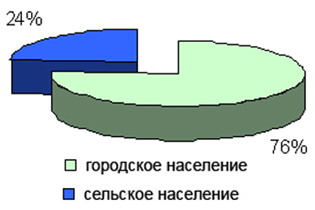 24%
76%
городское население
сельское население